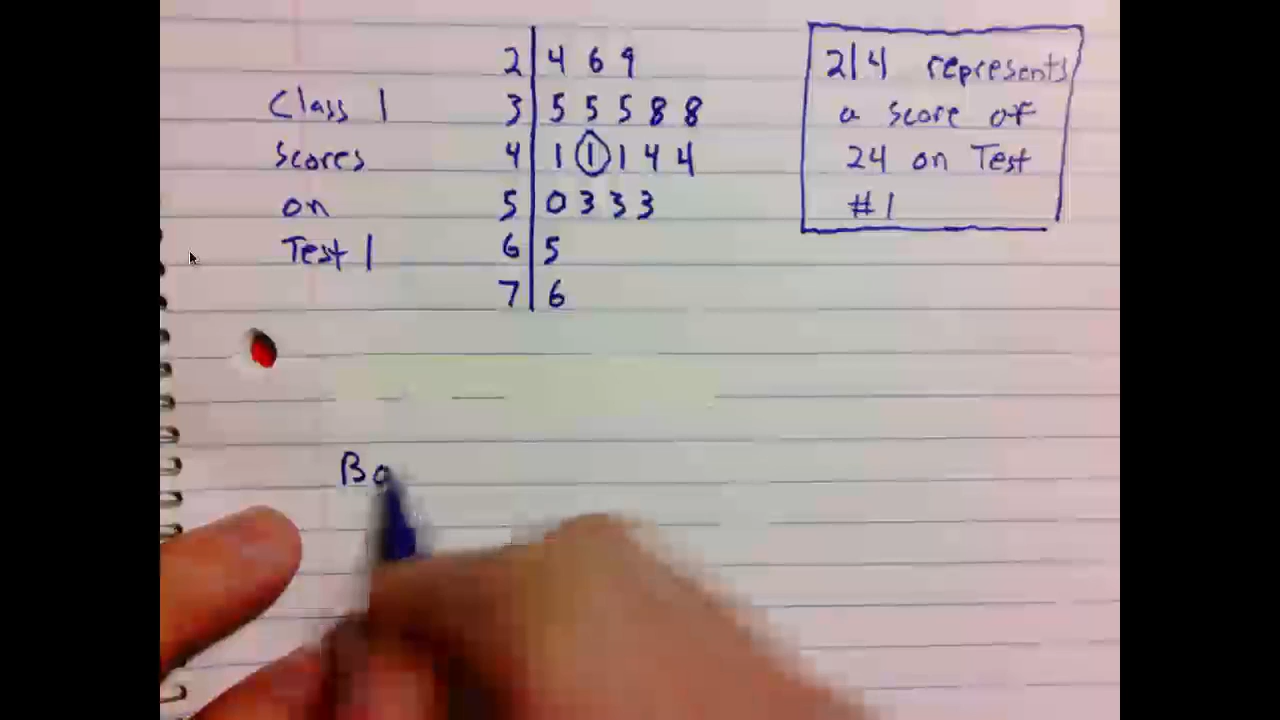 2 | 4 6 9
Class 1 3 | 5 5 5 8 8
Scores 4 | 1 1 1 4 4
on 5 | 0 3 3 3
Test 1 6 | 5
7 | 6
2|4 represents
a score of
24 on Test
#1
Bo